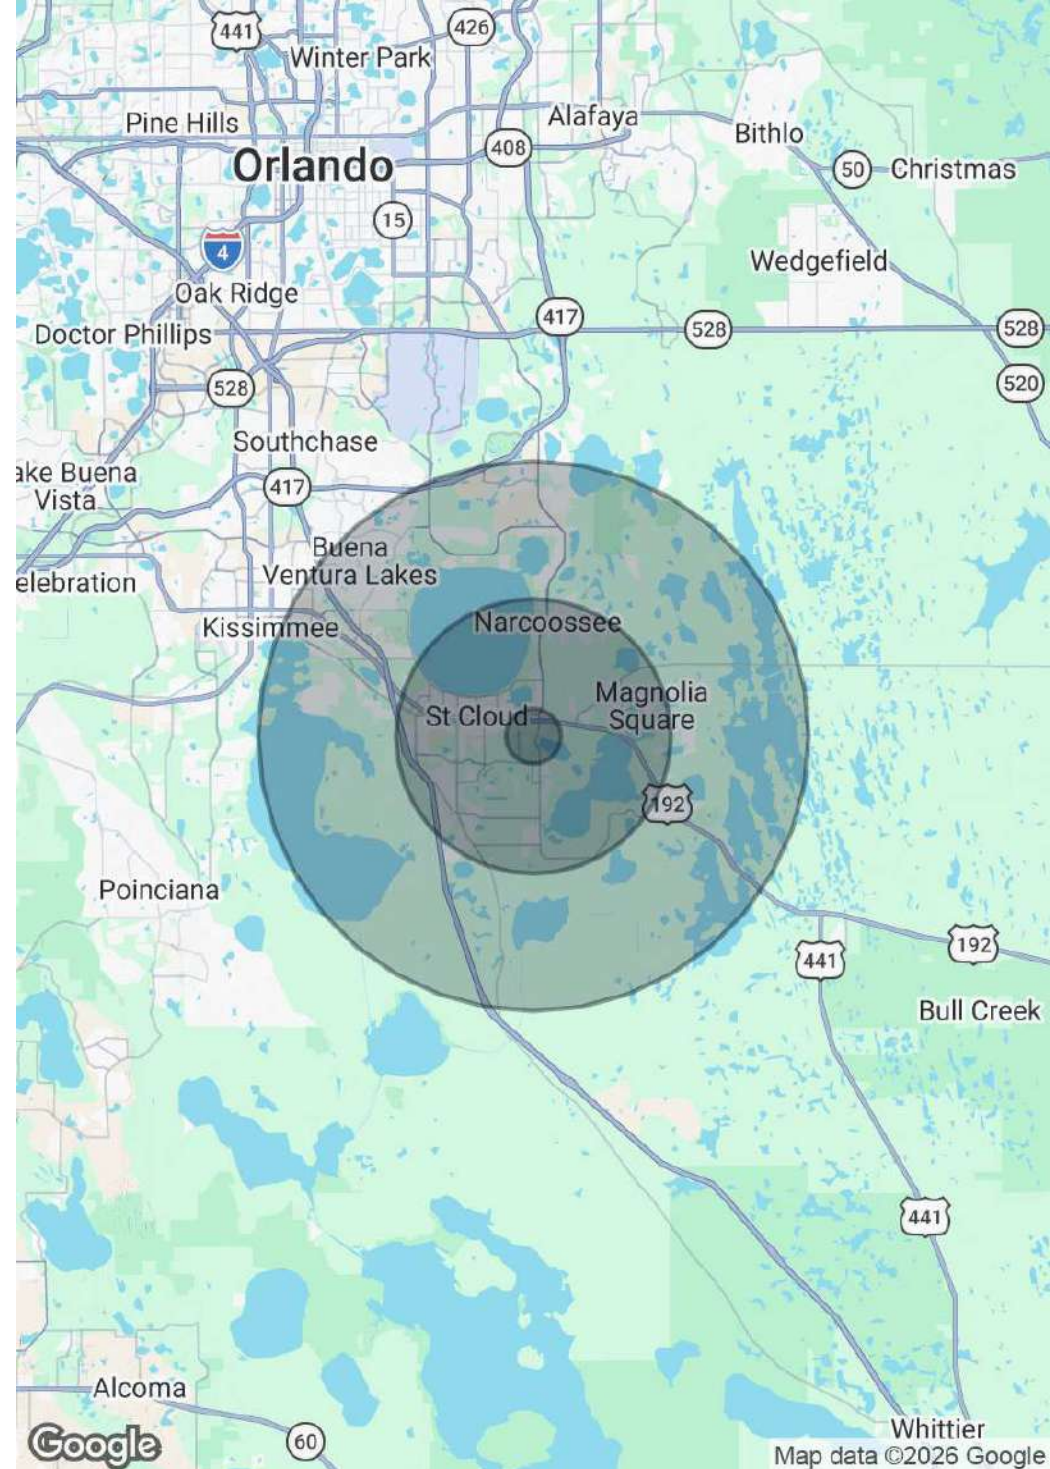 441
426
Winter Park
Pine Hills
Alafaya
Bithlo
408
Orlando
50
Christmas
15
4
Wedgefield
Oak Ridge
417
Doctor Phillips
528
528
528
520
Southchase
ake Buena
Vista
417
Buena
Ventura Lakes
elebration
Kissimmee
Narcoossee
Magnolia
Square
St Cloud
192
Poinciana
192
441
Bull Creek
441
Alcoma
60
Whittier
Google
Map data ©2026 Google